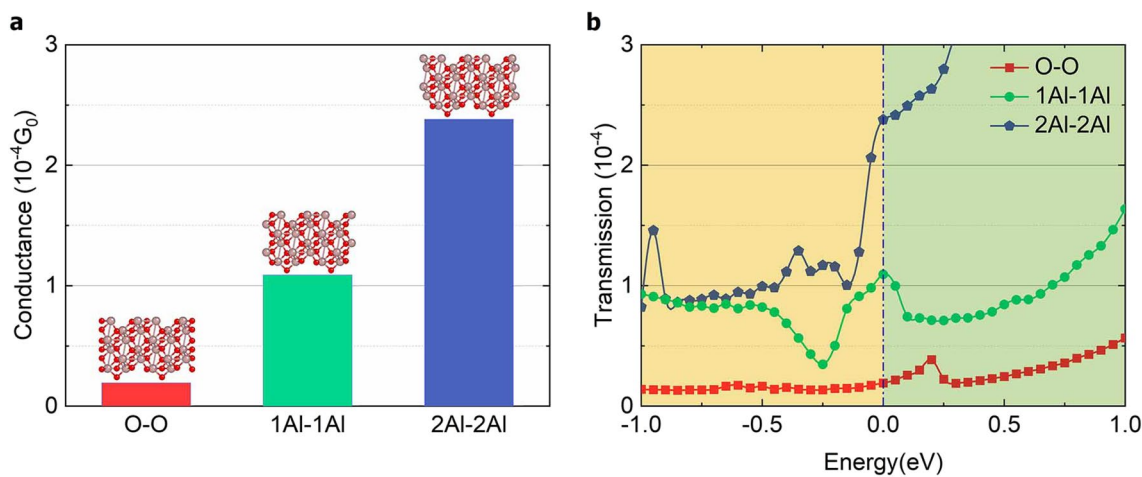 a
3
2
1
0
Conductance (10⁻⁴G₀)
O-O
1Al-1Al
2Al-2Al
b
3
2
1
0
Transmission (10⁻⁴)
O-O
1Al-1Al
2Al-2Al
-1.0
-0.5
0.0
0.5
1.0
Energy(eV)